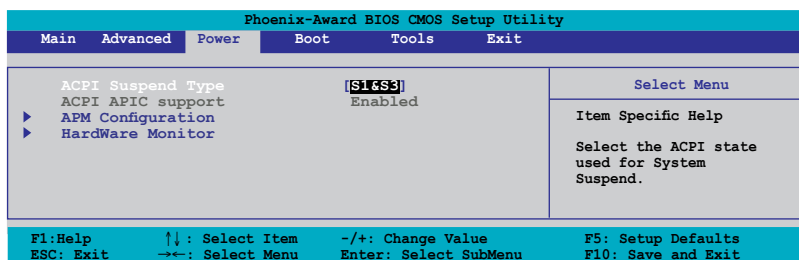 Phoenix-Award BIOS CMOS Setup Utility
Main Advanced Power Boot Tools Exit
ACPI Suspend Type [S1&S3]
ACPI APIC support Enabled
APM Configuration
HardWare Monitor
Select Menu
Item Specific Help
Select the ACPI state
used for System
Suspend.
F1:Help ↑↓: Select Item -/+: Change Value F5: Setup Defaults
ESC: Exit →←: Select Menu Enter: Select SubMenu F10: Save and Exit